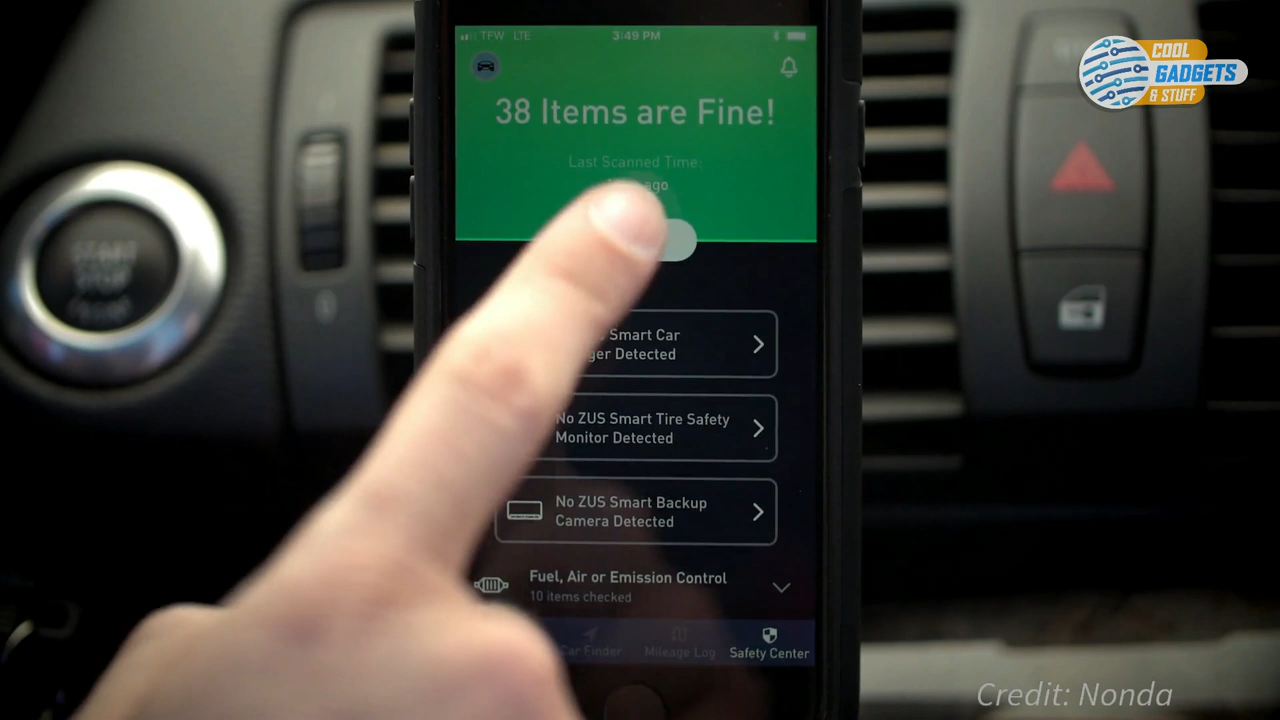 TFW LTE 3:49 PM
COOL
GADGETS
& STUFF
38 Items are Fine!
Last Scanned Time:
ago
START
STOP
Smart Car
Detected
No ZUS Smart Tire Safety
Monitor Detected
No ZUS Smart Backup
Camera Detected
Fuel, Air or Emission Control
10 items checked
Car Finder Mileage Log Safety Center
Credit: Nonda